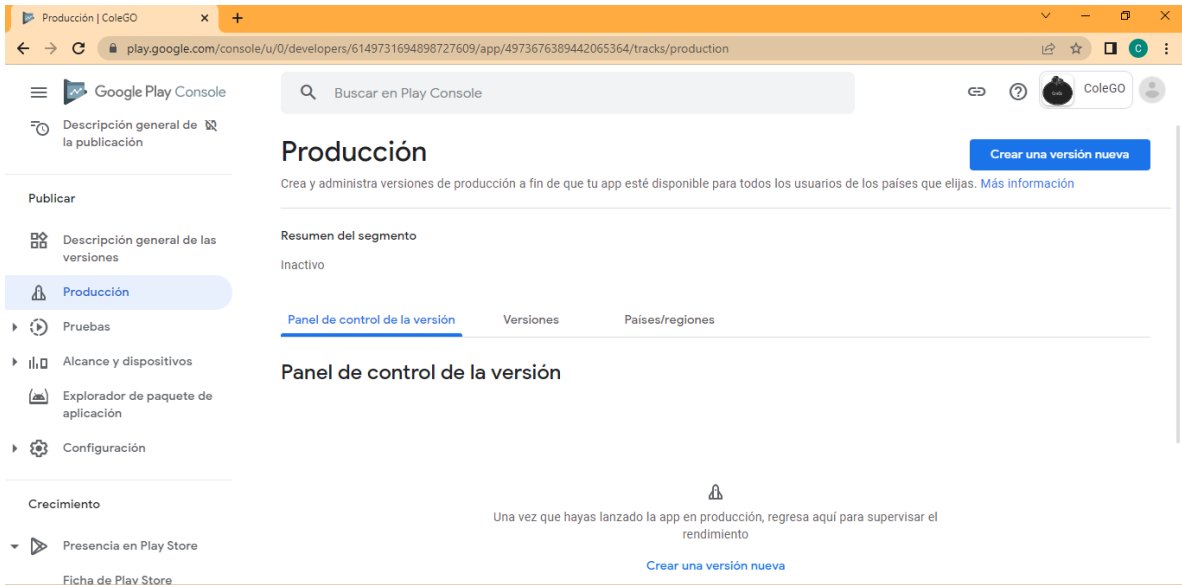 Producción | ColeGO
play.google.com/console/u/0/developers/6149731694898727609/app/4973676389442065364/tracks/production
C
Google Play Console
Buscar en Play Console
ColeGO
Descripción general de
la publicación
Producción
Crear una versión nueva
Crea y administra versiones de producción a fin de que tu app esté disponible para todos los usuarios de los países que elijas. Más información
Publicar
Resumen del segmento
Descripción general de las
versiones
Inactivo
Producción
Panel de control de la versión
Versiones
Países/regiones
Pruebas
Alcance y dispositivos
Panel de control de la versión
Explorador de paquete de
aplicación
Configuración
Crecimiento
Una vez que hayas lanzado la app en producción, regresa aquí para supervisar el
rendimiento
Presencia en Play Store
Crear una versión nueva
Ficha de Play Store